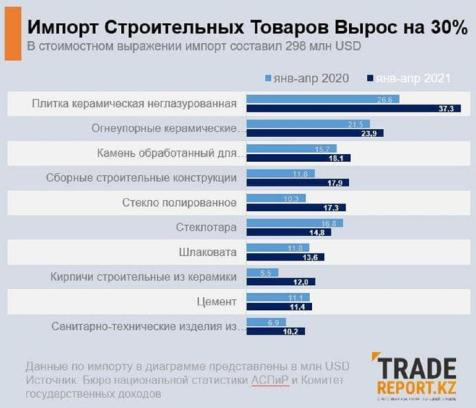 Импорт Строительных Товаров Вырос на 30%
В стоимостном выражении импорт составил 298 млн USD
янв-апр 2020 янв-апр 2021
Плитка керамическая неглазурованная 26,6 37,3
Огнеупорные керамические... 21,5 23,9
Камень обработанный для... 15,7 18,1
Сборные строительные конструкции 11,8 17,9
Стекло полированное 10,3 17,3
Стеклотара 16,8 14,8
Шлаковата 11,0 13,6
Кирпичи строительные из керамики 5,5 12,0
Цемент 11,1 11,4
Санитарно-технические изделия из... 6,9 10,2
Данные по импорту в диаграмме представлены в млн USD
Источник: Бюро национальной статистики АСПиР и Комитет
государственных доходов
TRADE
REPORT.KZ